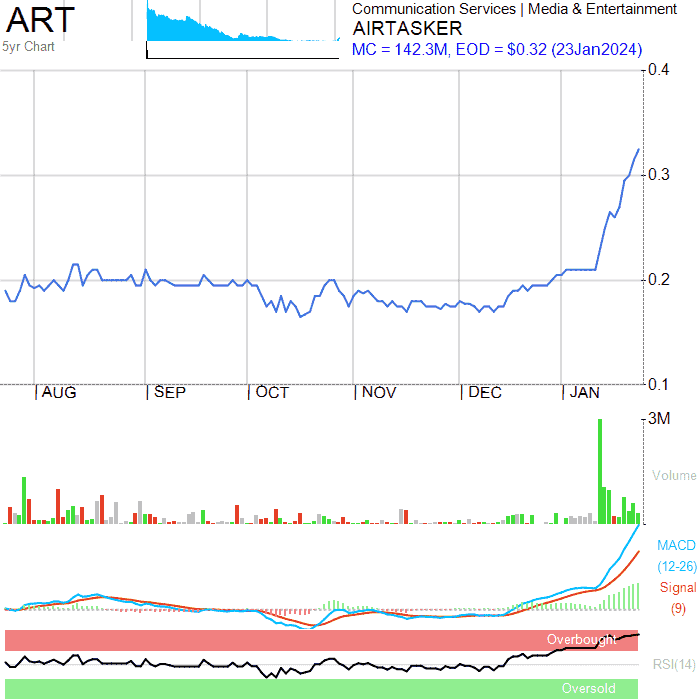 ART
5yr Chart
Communication Services | Media & Entertainment
AIRTASKER
MC = 142.3M, EOD = $0.32 (23Jan2024)
0.4
0.3
0.2
0.1
AUG SEP OCT NOV DEC JAN
3M
Volume
MACD
(12-26)
Signal
(9)
Overbought
RSI(14)
Oversold